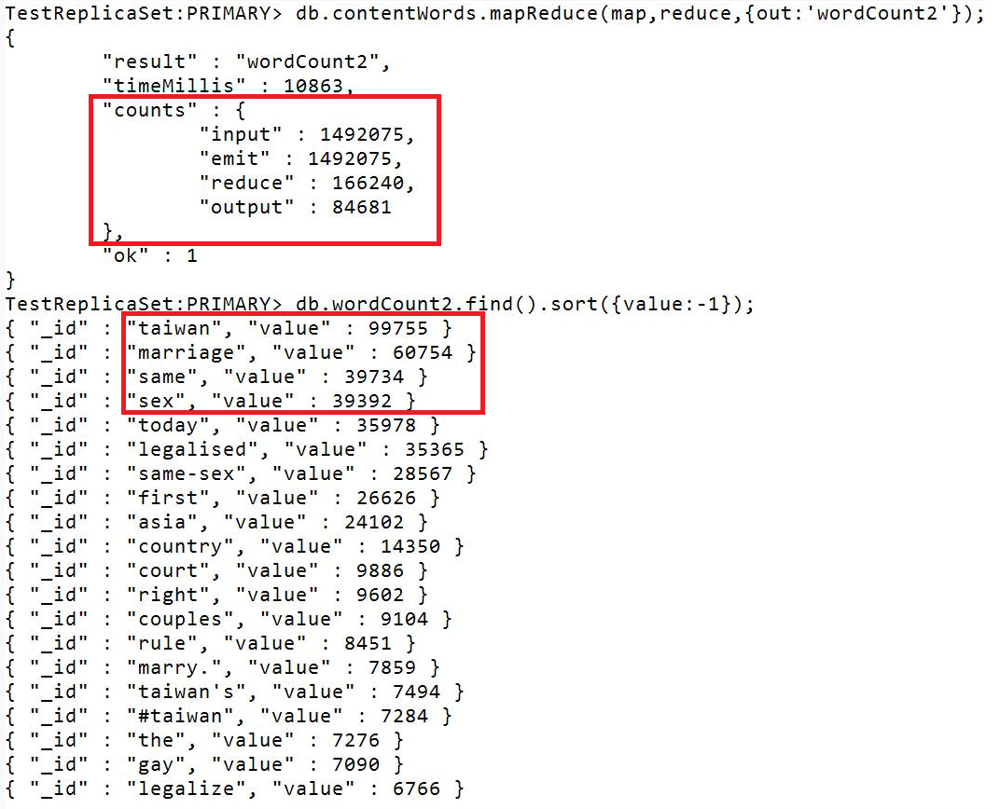 TestReplicaSet:PRIMARY> db.contentWords.mapReduce(map,reduce,{out:'wordCount2'});
{
"result" : "wordCount2",
"timeMillis" : 10863,
"counts" : {
"input" : 1492075,
"emit" : 1492075,
"reduce" : 166240,
"output" : 84681
},
"ok" : 1
}
TestReplicaSet:PRIMARY> db.wordCount2.find().sort({value:-1});
{ "_id" : "taiwan", "value" : 99755 }
{ "_id" : "marriage", "value" : 60754 }
{ "_id" : "same", "value" : 39734 }
{ "_id" : "sex", "value" : 39392 }
{ "_id" : "today", "value" : 35978 }
{ "_id" : "legalised", "value" : 35365 }
{ "_id" : "same-sex", "value" : 28567 }
{ "_id" : "first", "value" : 26626 }
{ "_id" : "asia", "value" : 24102 }
{ "_id" : "country", "value" : 14350 }
{ "_id" : "court", "value" : 9886 }
{ "_id" : "right", "value" : 9602 }
{ "_id" : "couples", "value" : 9104 }
{ "_id" : "rule", "value" : 8451 }
{ "_id" : "marry.", "value" : 7859 }
{ "_id" : "taiwan's", "value" : 7494 }
{ "_id" : "#taiwan", "value" : 7284 }
{ "_id" : "the", "value" : 7276 }
{ "_id" : "gay", "value" : 7090 }
{ "_id" : "legalize", "value" : 6766 }